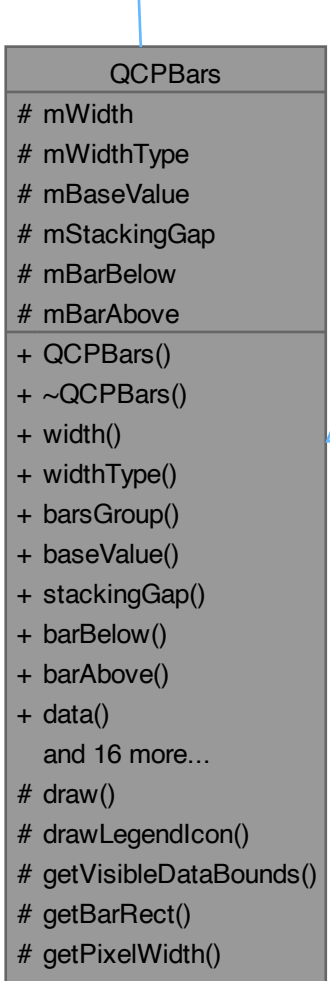 QCPBars
# mWidth
# mWidthType
# mBaseValue
# mStackingGap
# mBarBelow
# mBarAbove
+ QCPBars()
+ ~QCPBars()
+ width()
+ widthType()
+ barsGroup()
+ baseValue()
+ stackingGap()
+ barBelow()
+ barAbove()
+ data()
and 16 more...
# draw()
# drawLegendIcon()
# getVisibleDataBounds()
# getBarRect()
# getPixelWidth()